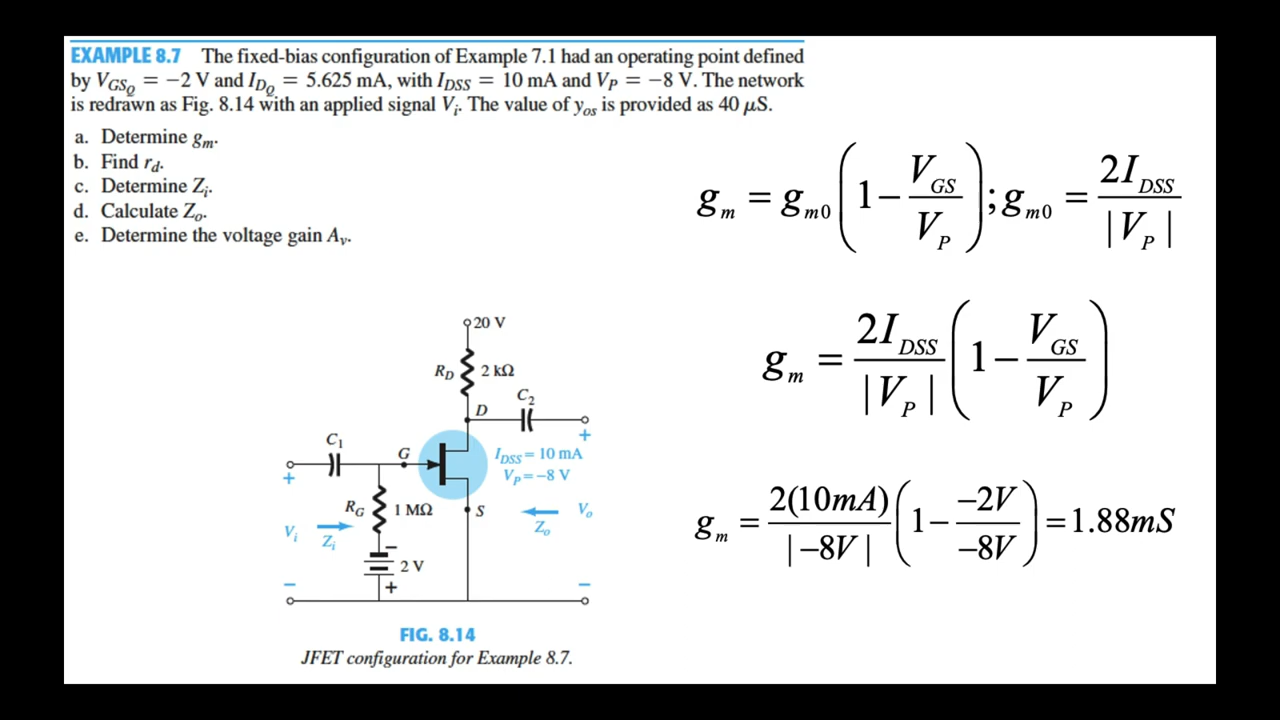 EXAMPLE 8.7 The fixed-bias configuration of Example 7.1 had an operating point defined
by V_GS_Q = −2 V and I_D_Q = 5.625 mA, with I_DSS = 10 mA and V_P = −8 V. The network
is redrawn as Fig. 8.14 with an applied signal V_i. The value of y_os is provided as 40 μS.
a. Determine g_m.
b. Find r_d.
c. Determine Z_i.
d. Calculate Z_o.
e. Determine the voltage gain A_v.
g_m = g_m0 (1 − V_GS / V_P) ; g_m0 = 2I_DSS / |V_P|
g_m = 2I_DSS / |V_P| (1 − V_GS / V_P)
g_m = 2(10mA) / |−8V| (1 − −2V / −8V) = 1.88mS
20 V
R_D 2 kΩ
C_2
D
+
C_1
G
I_DSS = 10 mA
V_P = −8 V
+
R_G 1 MΩ
S
V_o
Z_o
V_i
Z_i
−
2 V
+
−
−
FIG. 8.14
JFET configuration for Example 8.7.